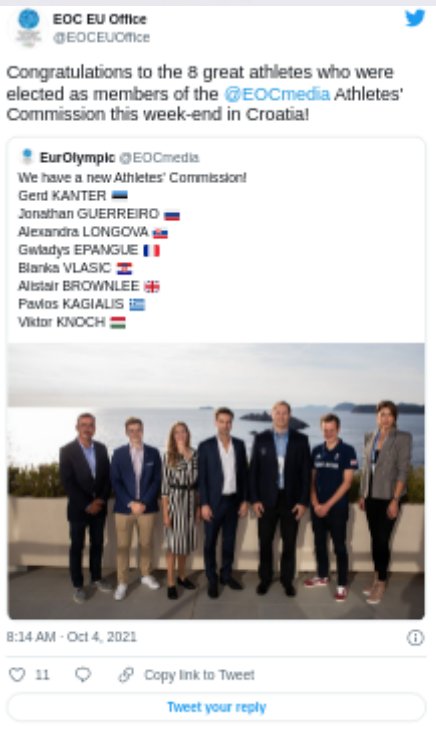 EOC EU Office
@EOCEUOffice
Congratulations to the 8 great athletes who were
elected as members of the @EOCmedia Athletes'
Commission this week-end in Croatia!
EurOlympic @EOCmedia
We have a new Athletes' Commission!
Gerd KANTER 🇪🇪
Jonathan GUERREIRO 🇷🇺
Alexandra LONGOVA 🇸🇰
Gwladys EPANGUE 🇫🇷
Blanka VLASIC 🇭🇷
Alistair BROWNLEE 🇬🇧
Pavlos KAGIALIS 🇬🇷
Viktor KNOCH 🇭🇺
8:14 AM · Oct 4, 2021
11 Copy link to Tweet
Tweet your reply